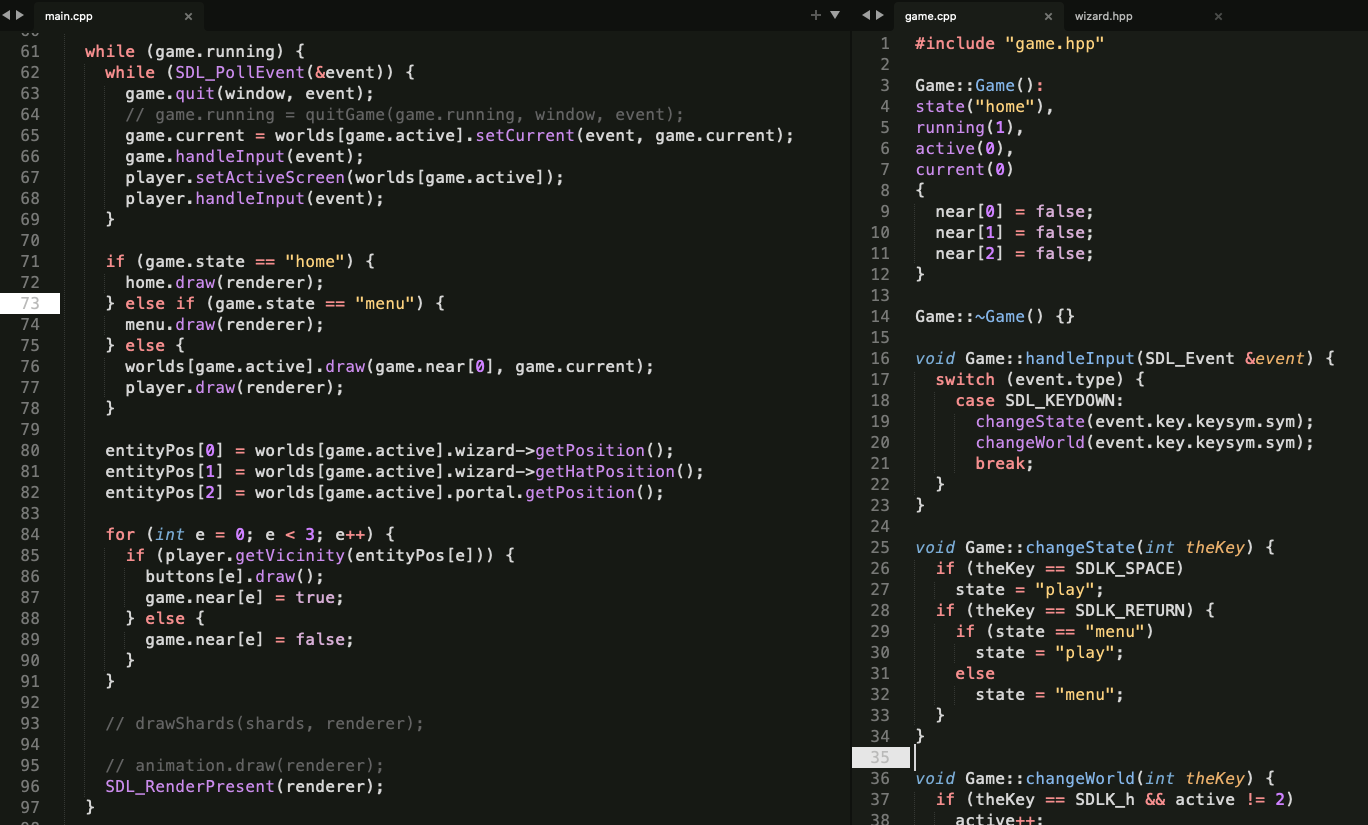 main.cpp
61 while (game.running) {
62 while (SDL_PollEvent(&event)) {
63 game.quit(window, event);
64 // game.running = quitGame(game.running, window, event);
65 game.current = worlds[game.active].setCurrent(event, game.current);
66 game.handleInput(event);
67 player.setActiveScreen(worlds[game.active]);
68 player.handleInput(event);
69 }
70
71 if (game.state == "home") {
72 home.draw(renderer);
73 } else if (game.state == "menu") {
74 menu.draw(renderer);
75 } else {
76 worlds[game.active].draw(game.near[0], game.current);
77 player.draw(renderer);
78 }
79
80 entityPos[0] = worlds[game.active].wizard->getPosition();
81 entityPos[1] = worlds[game.active].wizard->getHatPosition();
82 entityPos[2] = worlds[game.active].portal.getPosition();
83
84 for (int e = 0; e < 3; e++) {
85 if (player.getVicinity(entityPos[e])) {
86 buttons[e].draw();
87 game.near[e] = true;
88 } else {
89 game.near[e] = false;
90 }
91 }
92
93 // drawShards(shards, renderer);
94
95 // animation.draw(renderer);
96 SDL_RenderPresent(renderer);
97 }
game.cpp
wizard.hpp
1 #include "game.hpp"
2
3 Game::Game():
4 state("home"),
5 running(1),
6 active(0),
7 current(0)
8 {
9 near[0] = false;
10 near[1] = false;
11 near[2] = false;
12 }
13
14 Game::~Game() {}
15
16 void Game::handleInput(SDL_Event &event) {
17 switch (event.type) {
18 case SDL_KEYDOWN:
19 changeState(event.key.keysym.sym);
20 changeWorld(event.key.keysym.sym);
21 break;
22 }
23 }
24
25 void Game::changeState(int theKey) {
26 if (theKey == SDLK_SPACE)
27 state = "play";
28 if (theKey == SDLK_RETURN) {
29 if (state == "menu")
30 state = "play";
31 else
32 state = "menu";
33 }
34 }
35
36 void Game::changeWorld(int theKey) {
37 if (theKey == SDLK_h && active != 2)
38 active++;